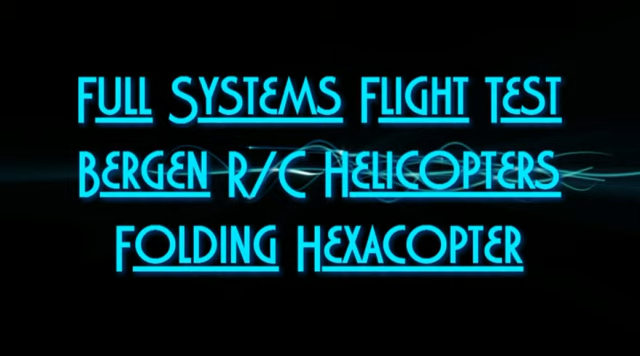 Full Systems Flight Test
Bergen R/C Helicopters
Folding Hexacopter